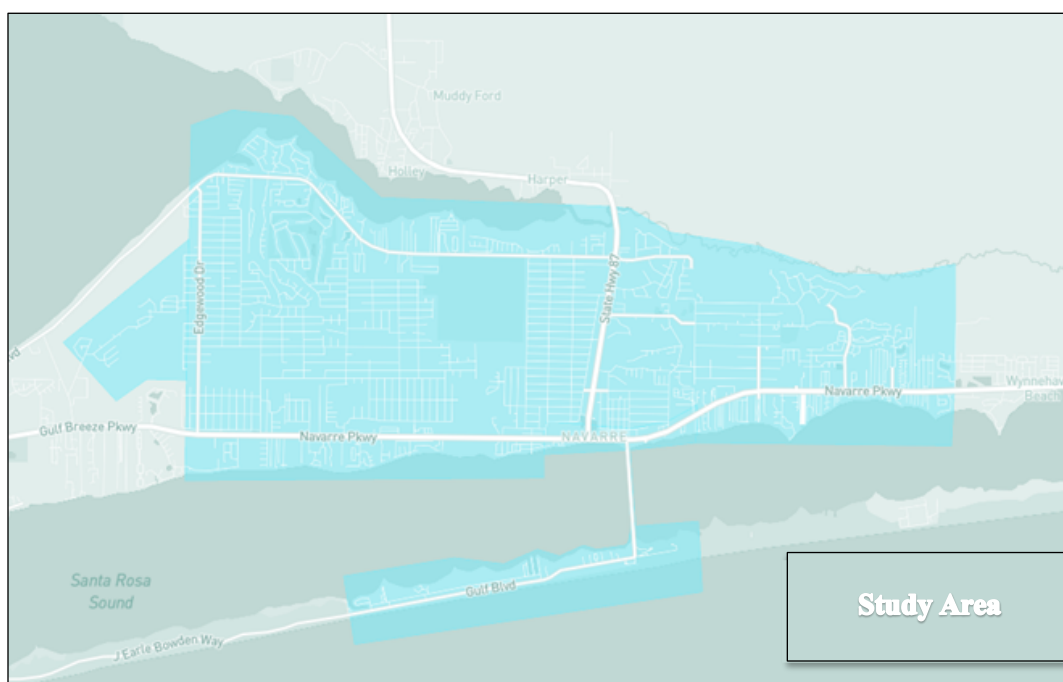 Muddy Ford
Holley
Harper
State Hwy 87
Edgewood Dr
vd
Wynnehav
Beach
Navarre Pkwy
Gulf Breeze Pkwy
Navarre Pkwy
NAVARRE
Santa Rosa
Sound
Gulf Blvd
Study Area
J Earle Bowden Way